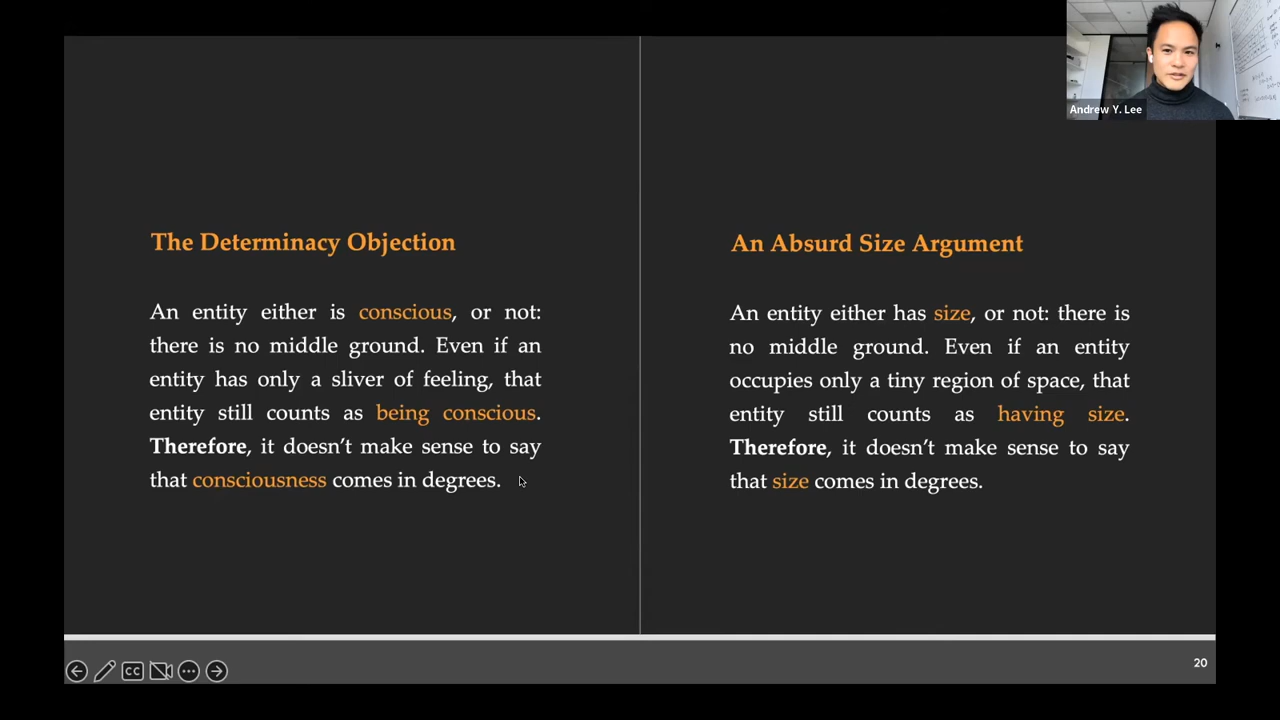 Andrew Y. Lee
The Determinacy Objection
An entity either is conscious, or not:
there is no middle ground. Even if an
entity has only a sliver of feeling, that
entity still counts as being conscious.
Therefore, it doesn’t make sense to say
that consciousness comes in degrees.
An Absurd Size Argument
An entity either has size, or not: there is
no middle ground. Even if an entity
occupies only a tiny region of space, that
entity still counts as having size.
Therefore, it doesn’t make sense to say
that size comes in degrees.
CC
20